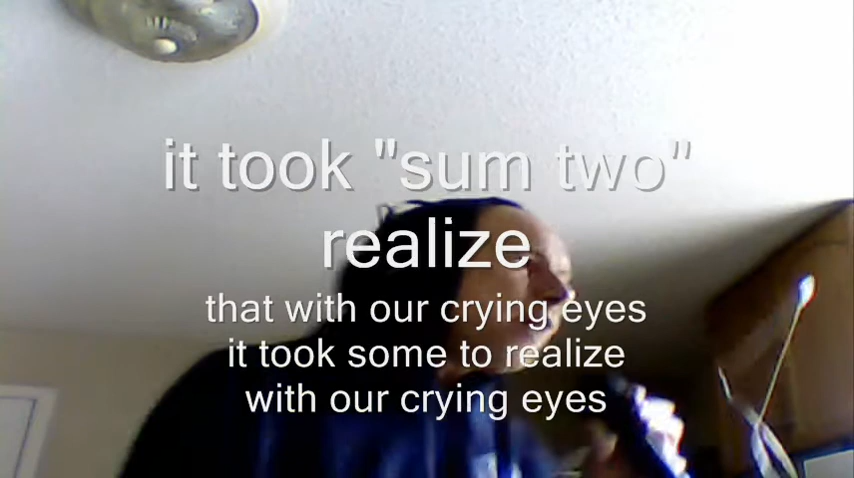 it took "sum two"
realize
that with our crying eyes
it took some to realize
with our crying eyes